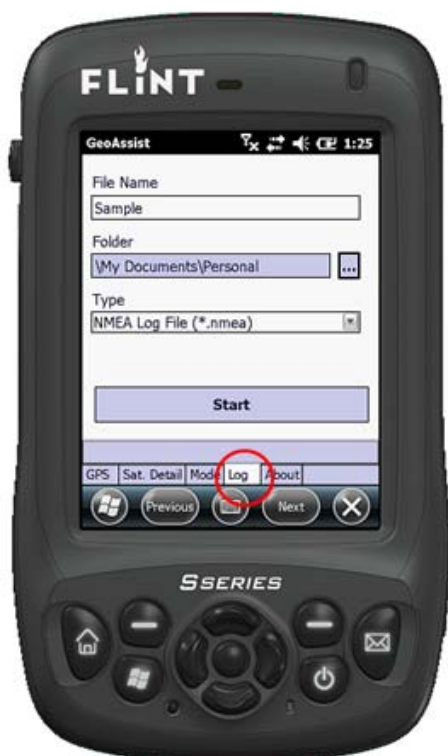 FLINT
GeoAssist 1:25
File Name
Sample
Folder
\My Documents\Personal
...
Type
NMEA Log File (*.nmea)
Start
GPS Sat. Detail Mode Log About
Previous Next
SSERIES